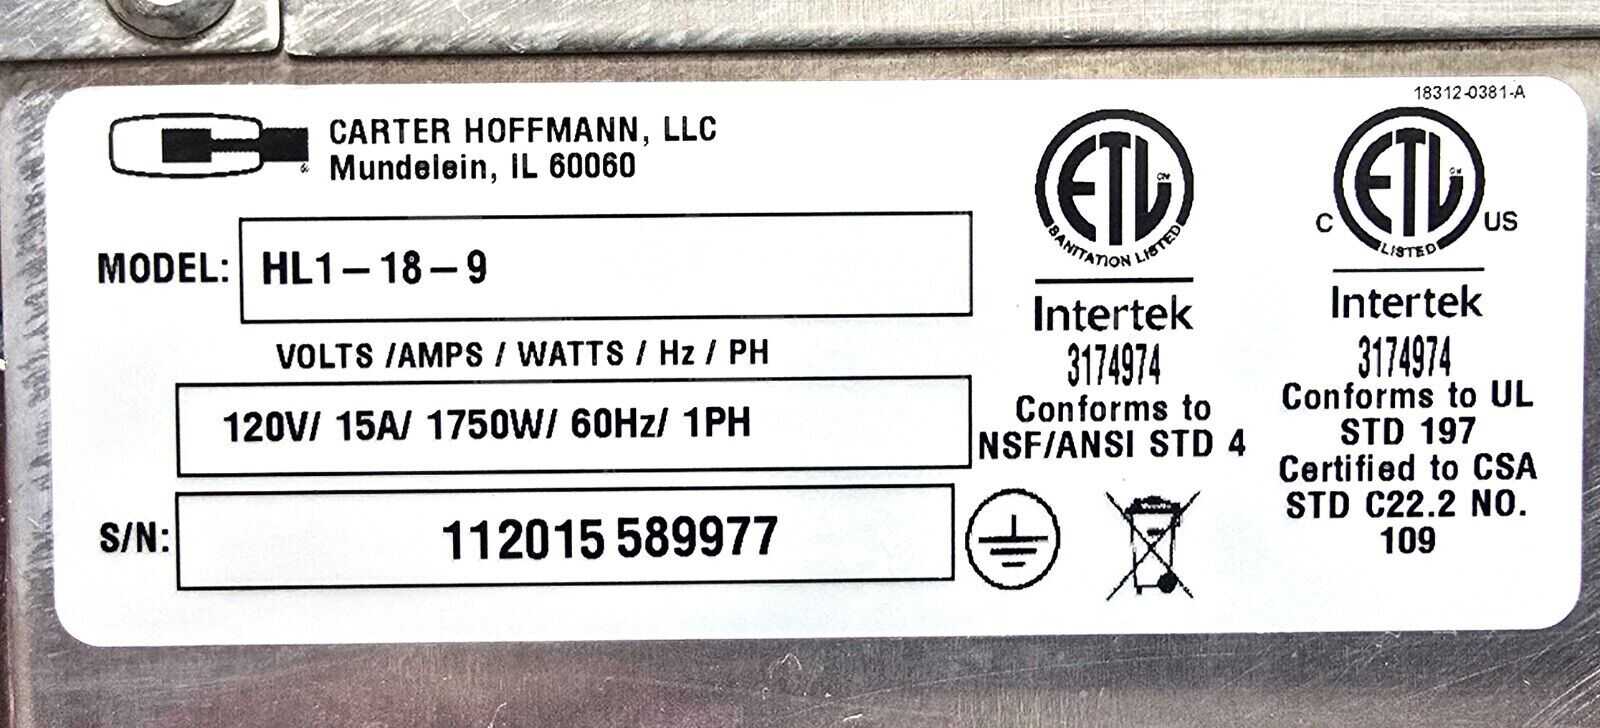 18312-0381-A
CARTER HOFFMANN, LLC
Mundelein, IL 60060
MODEL: HL1-18-9
VOLTS /AMPS / WATTS / Hz / PH
120V/ 15A/ 1750W/ 60Hz/ 1PH
S/N: 112015 589977
ETL CM
SANITATION LISTED
Intertek
3174974
Conforms to
NSF/ANSI STD 4
C ETL CM US
LISTED
Intertek
3174974
Conforms to UL
STD 197
Certified to CSA
STD C22.2 NO.
109